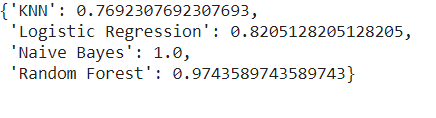 {'KNN': 0.7692307692307693,
 'Logistic Regression': 0.8205128205128205,
 'Naive Bayes': 1.0,
 'Random Forest': 0.9743589743589743}